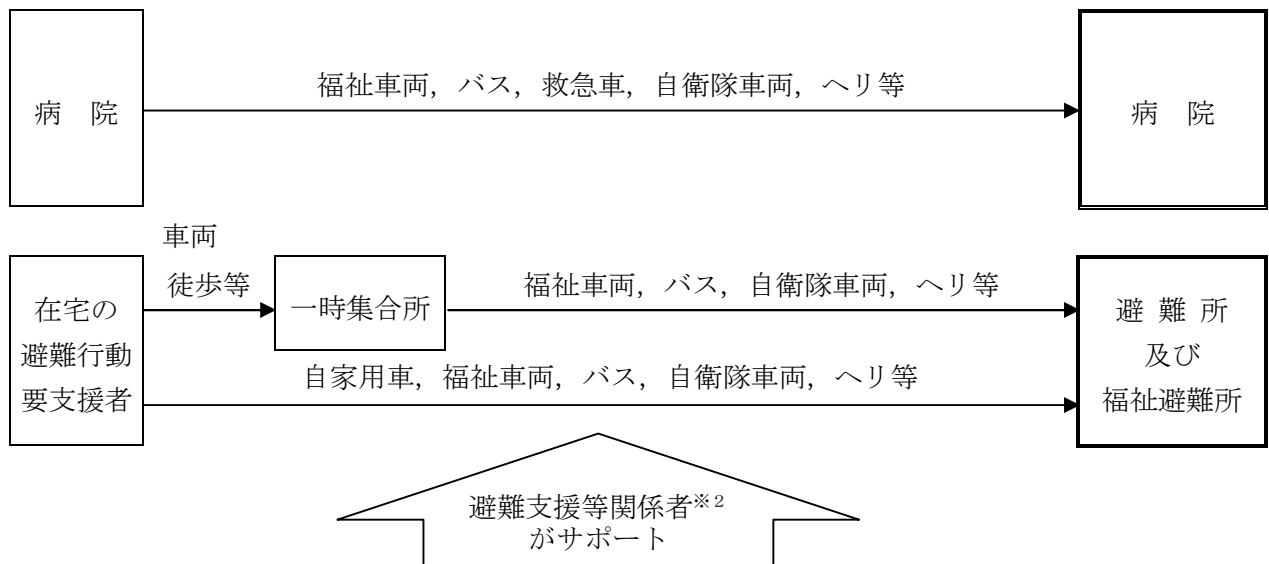 福祉車両，バス，救急車，自衛隊車両，ヘリ等
病　院
病　院
車両
徒歩等
在宅の
避難行動
要支援者
一時集合所
福祉車両，バス，自衛隊車両，ヘリ等
自家用車，福祉車両，バス，自衛隊車両，ヘリ等
避 難 所
及び
福祉避難所
避難支援等関係者※２
がサポート